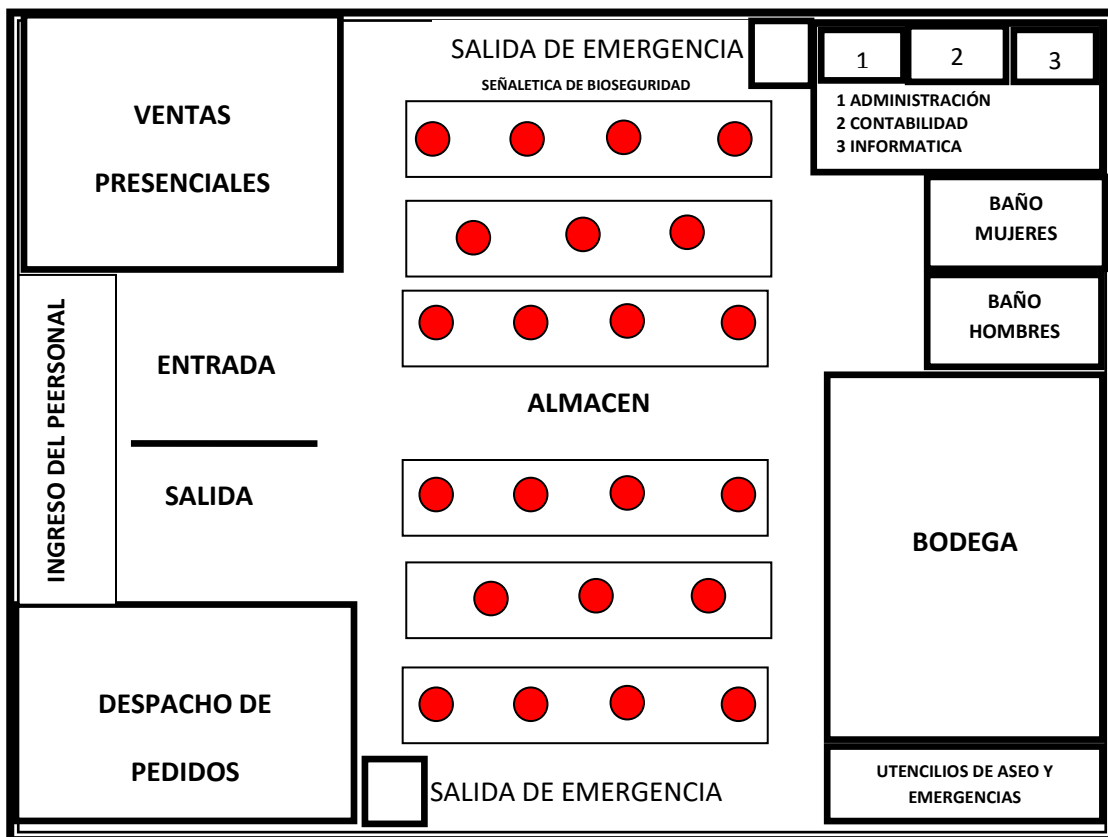 SALIDA DE EMERGENCIA
SEÑALETICA DE BIOSEGURIDAD
VENTAS
PRESENCIALES
1
2
3
1 ADMINISTRACIÓN
2 CONTABILIDAD
3 INFORMATICA
BAÑO
MUJERES
BAÑO
HOMBRES
INGRESO DEL PEERSONAL
ENTRADA
SALIDA
ALMACEN
BODEGA
DESPACHO DE
PEDIDOS
SALIDA DE EMERGENCIA
UTENCILIOS DE ASEO Y
EMERGENCIAS